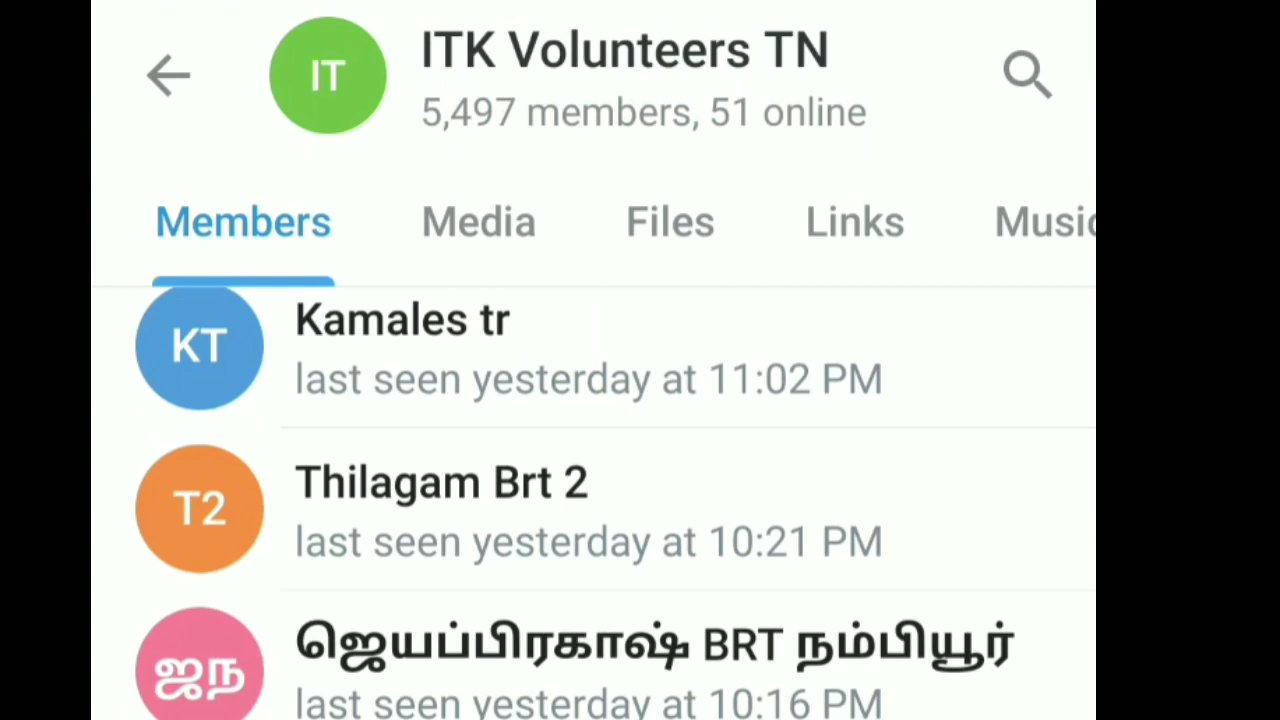 IT
ITK Volunteers TN
5,497 members, 51 online
Members Media Files Links Music
KT
Kamales tr
last seen yesterday at 11:02 PM
T2
Thilagam Brt 2
last seen yesterday at 10:21 PM
ஜந
ஜெயப்பிரகாஷ் BRT நம்பியூர்
last seen yesterday at 10:16 PM